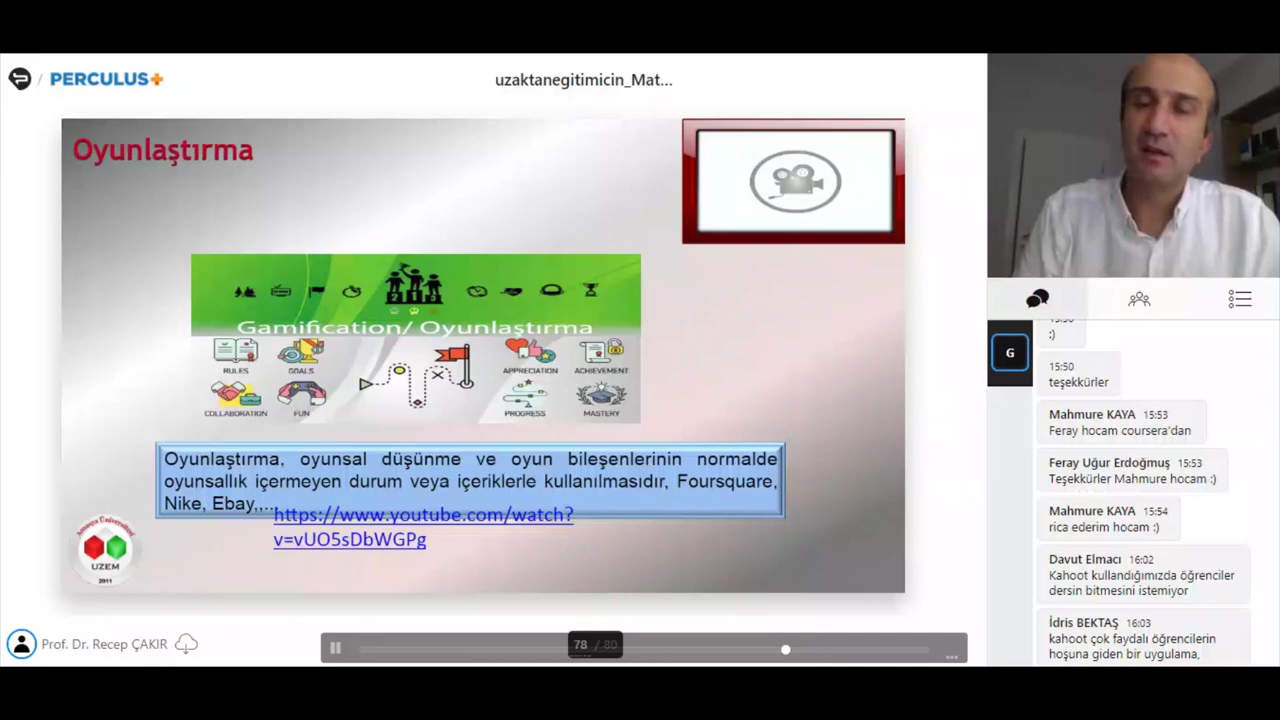 PERCULUS+
uzaktanegitimicin_Mat...
Oyunlaştırma
Gamification/ Oyunlaştırma
RULES
GOALS
APPRECIATION
ACHIEVEMENT
COLLABORATION
FUN
PROGRESS
MASTERY
Oyunlaştırma, oyunsal düşünme ve oyun bileşenlerinin normalde
oyunsallık içermeyen durum veya içeriklerle kullanılmasıdır, Foursquare,
Nike, Ebay,,..
https://www.youtube.com/watch?
v=vUO5sDbWGPg
Amasya Üniversitesi
UZEM
2011
Prof. Dr. Recep ÇAKIR
78 / 80
G
:)
15:50
teşekkürler
Mahmure KAYA 15:53
Feray hocam coursera'dan
Feray Uğur Erdoğmuş 15:53
Teşekkürler Mahmure hocam :)
Mahmure KAYA 15:54
rica ederim hocam :)
Davut Elmacı 16:02
Kahoot kullandığımızda öğrenciler
dersin bitmesini istemiyor
İdris BEKTAŞ 16:03
kahoot çok faydalı öğrencilerin
hoşuna giden bir uygulama,